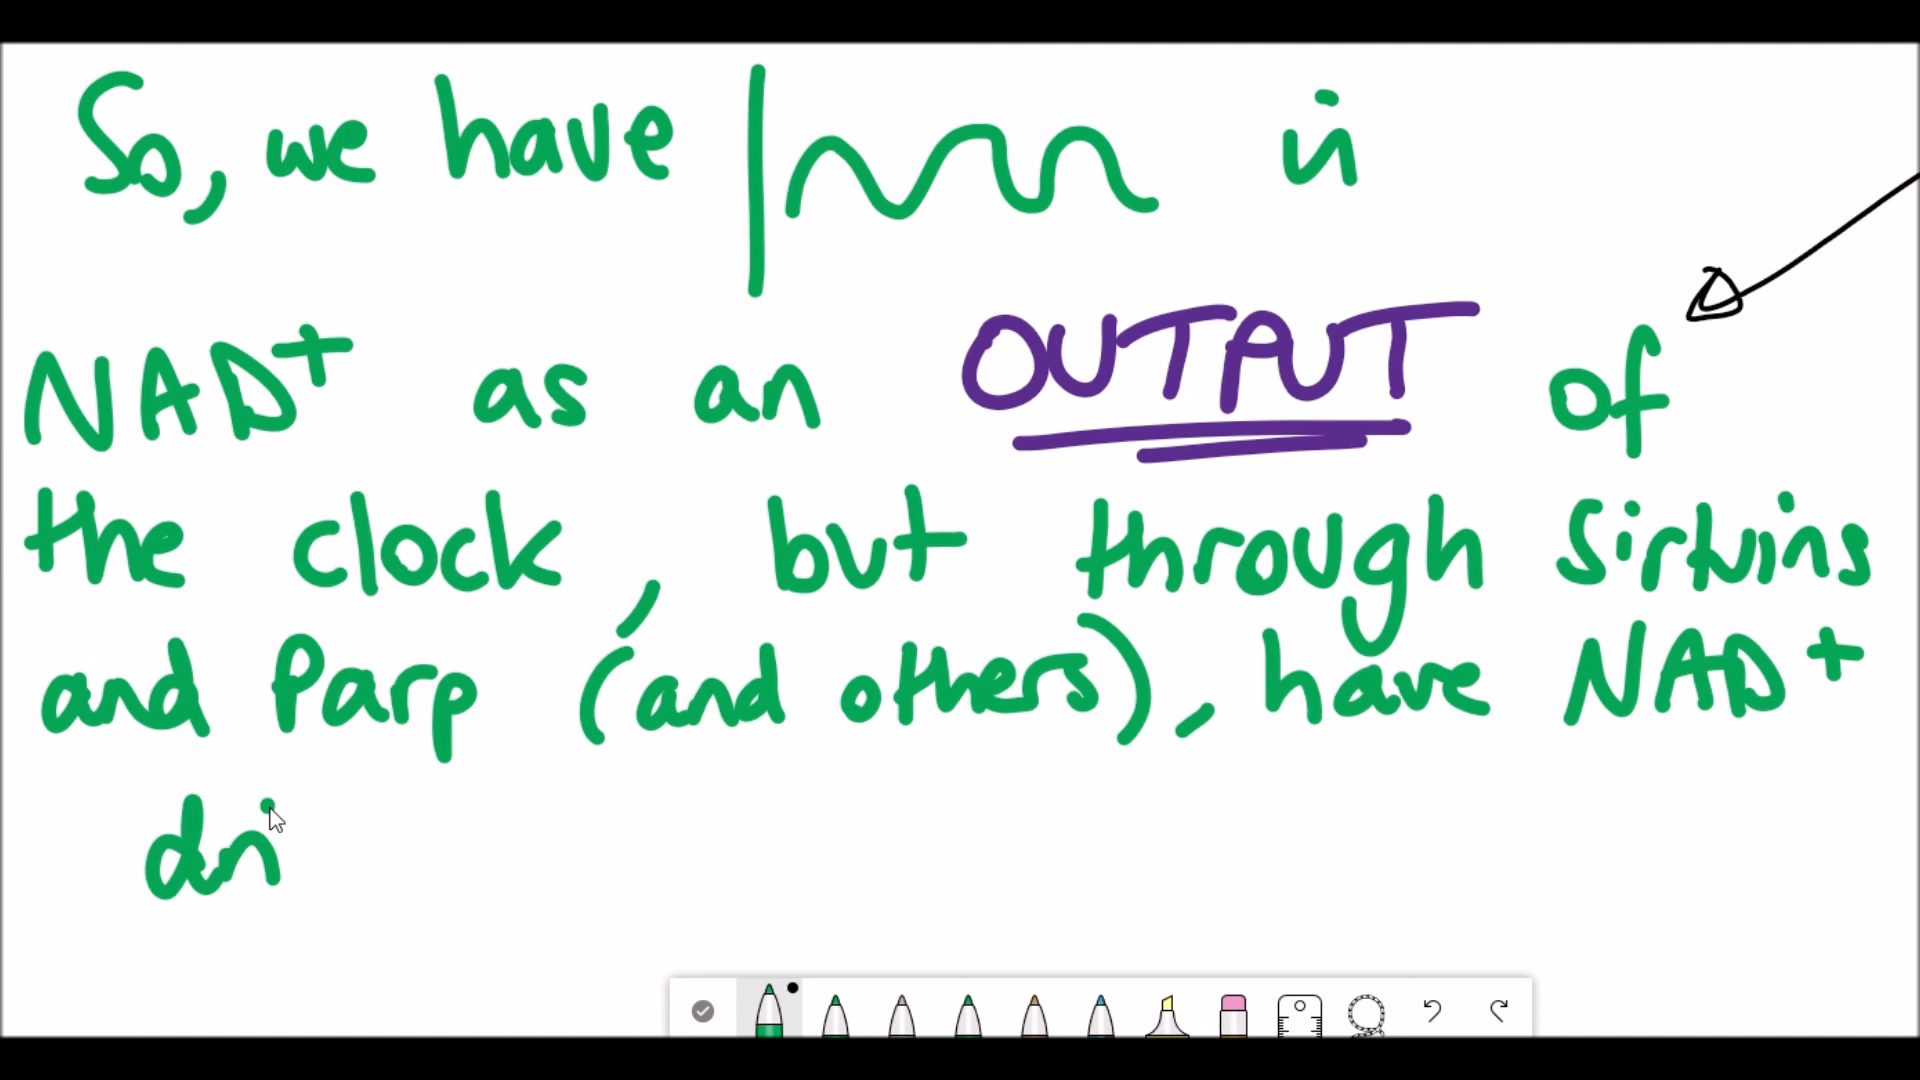 So, we have in
NAD+ as an OUTPUT of
the clock, but through Sirtuins
and Parp (and others), have NAD+